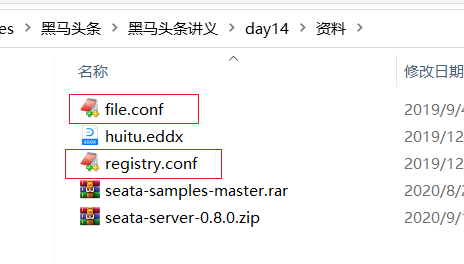 es > 黑马头条 > 黑马头条讲义 > day14 > 资料 >
名称 修改日期
file.conf 2019/9/4
huitu.eddx 2019/12
registry.conf 2019/12
seata-samples-master.rar 2020/8/2
seata-server-0.8.0.zip 2020/9/1